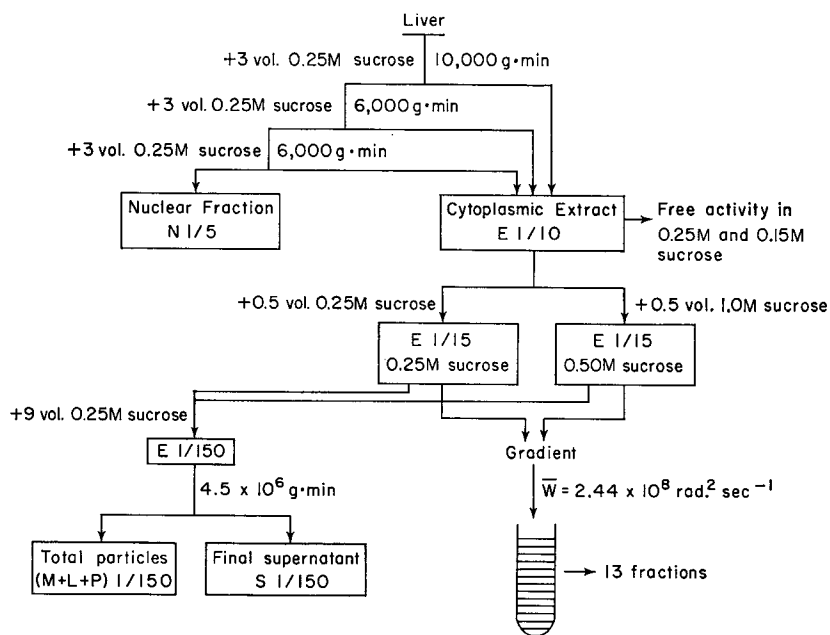 Liver
+3 vol. 0.25M sucrose
10,000 g·min
+3 vol. 0.25M sucrose
6,000 g·min
+3 vol. 0.25M sucrose
6,000 g·min
Nuclear Fraction
N 1/5
Cytoplasmic Extract
E 1/10
Free activity in
0.25M and 0.15M
sucrose
+0.5 vol. 0.25M sucrose
+0.5 vol. 1.0M sucrose
E 1/15
0.25M sucrose
E 1/15
0.50M sucrose
+9 vol. 0.25M sucrose
E 1/150
Gradient
4.5 x 10⁶ g·min
W̅ = 2.44 x 10⁸ rad.² sec⁻¹
Total particles
(M+L+P) 1/150
Final supernatant
S 1/150
13 fractions